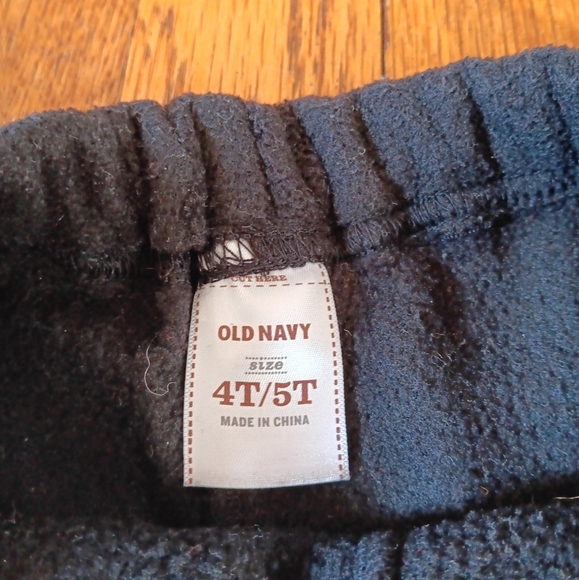 CUT HERE
OLD NAVY
size
4T/5T
MADE IN CHINA